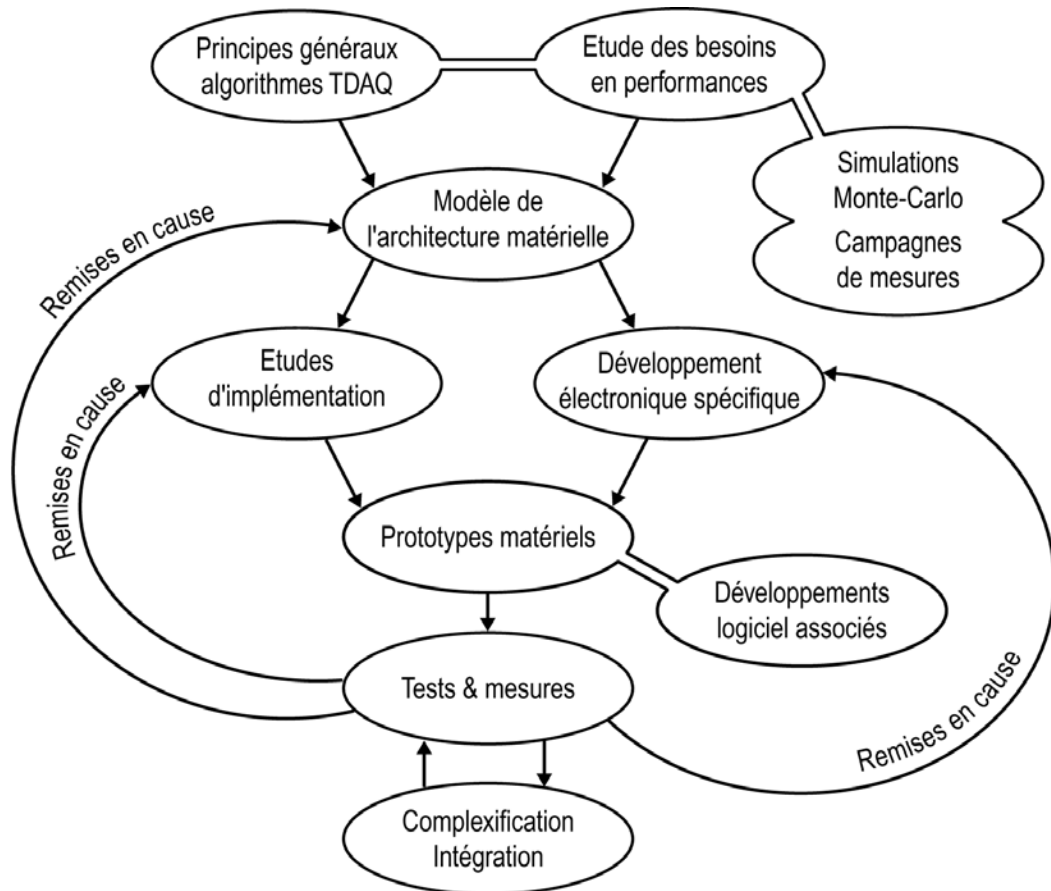 Principes généraux
algorithmes TDAQ
Etude des besoins
en performances
Simulations
Monte-Carlo
Campagnes
de mesures
Modèle de
l'architecture matérielle
Remises en cause
Remises en cause
Etudes
d'implémentation
Développement
électronique spécifique
Prototypes matériels
Développements
logiciel associés
Tests & mesures
Remises en cause
Complexification
Intégration